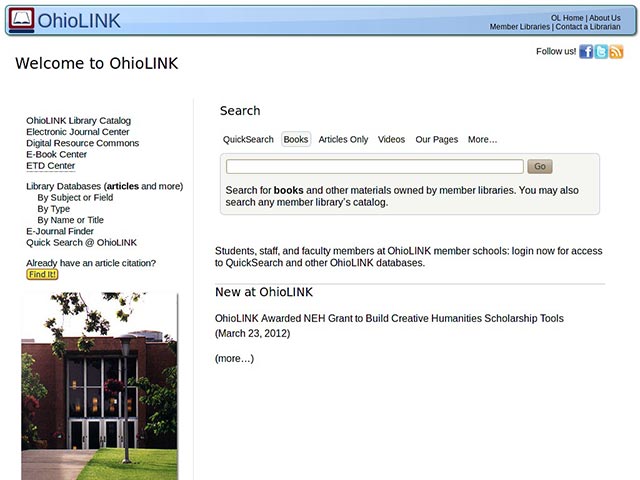 OhioLINK
OL Home | About Us
Member Libraries | Contact a Librarian
Follow us!
Welcome to OhioLINK
OhioLINK Library Catalog
Electronic Journal Center
Digital Resource Commons
E-Book Center
ETD Center
Library Databases (articles and more)
By Subject or Field
By Type
By Name or Title
E-Journal Finder
Quick Search @ OhioLINK
Already have an article citation?
Find It!
Search
QuickSearch Books Articles Only Videos Our Pages More...
Go
Search for books and other materials owned by member libraries. You may also
search any member library's catalog.
Students, staff, and faculty members at OhioLINK member schools: login now for access
to QuickSearch and other OhioLINK databases.
New at OhioLINK
OhioLINK Awarded NEH Grant to Build Creative Humanities Scholarship Tools
(March 23, 2012)
(more...)